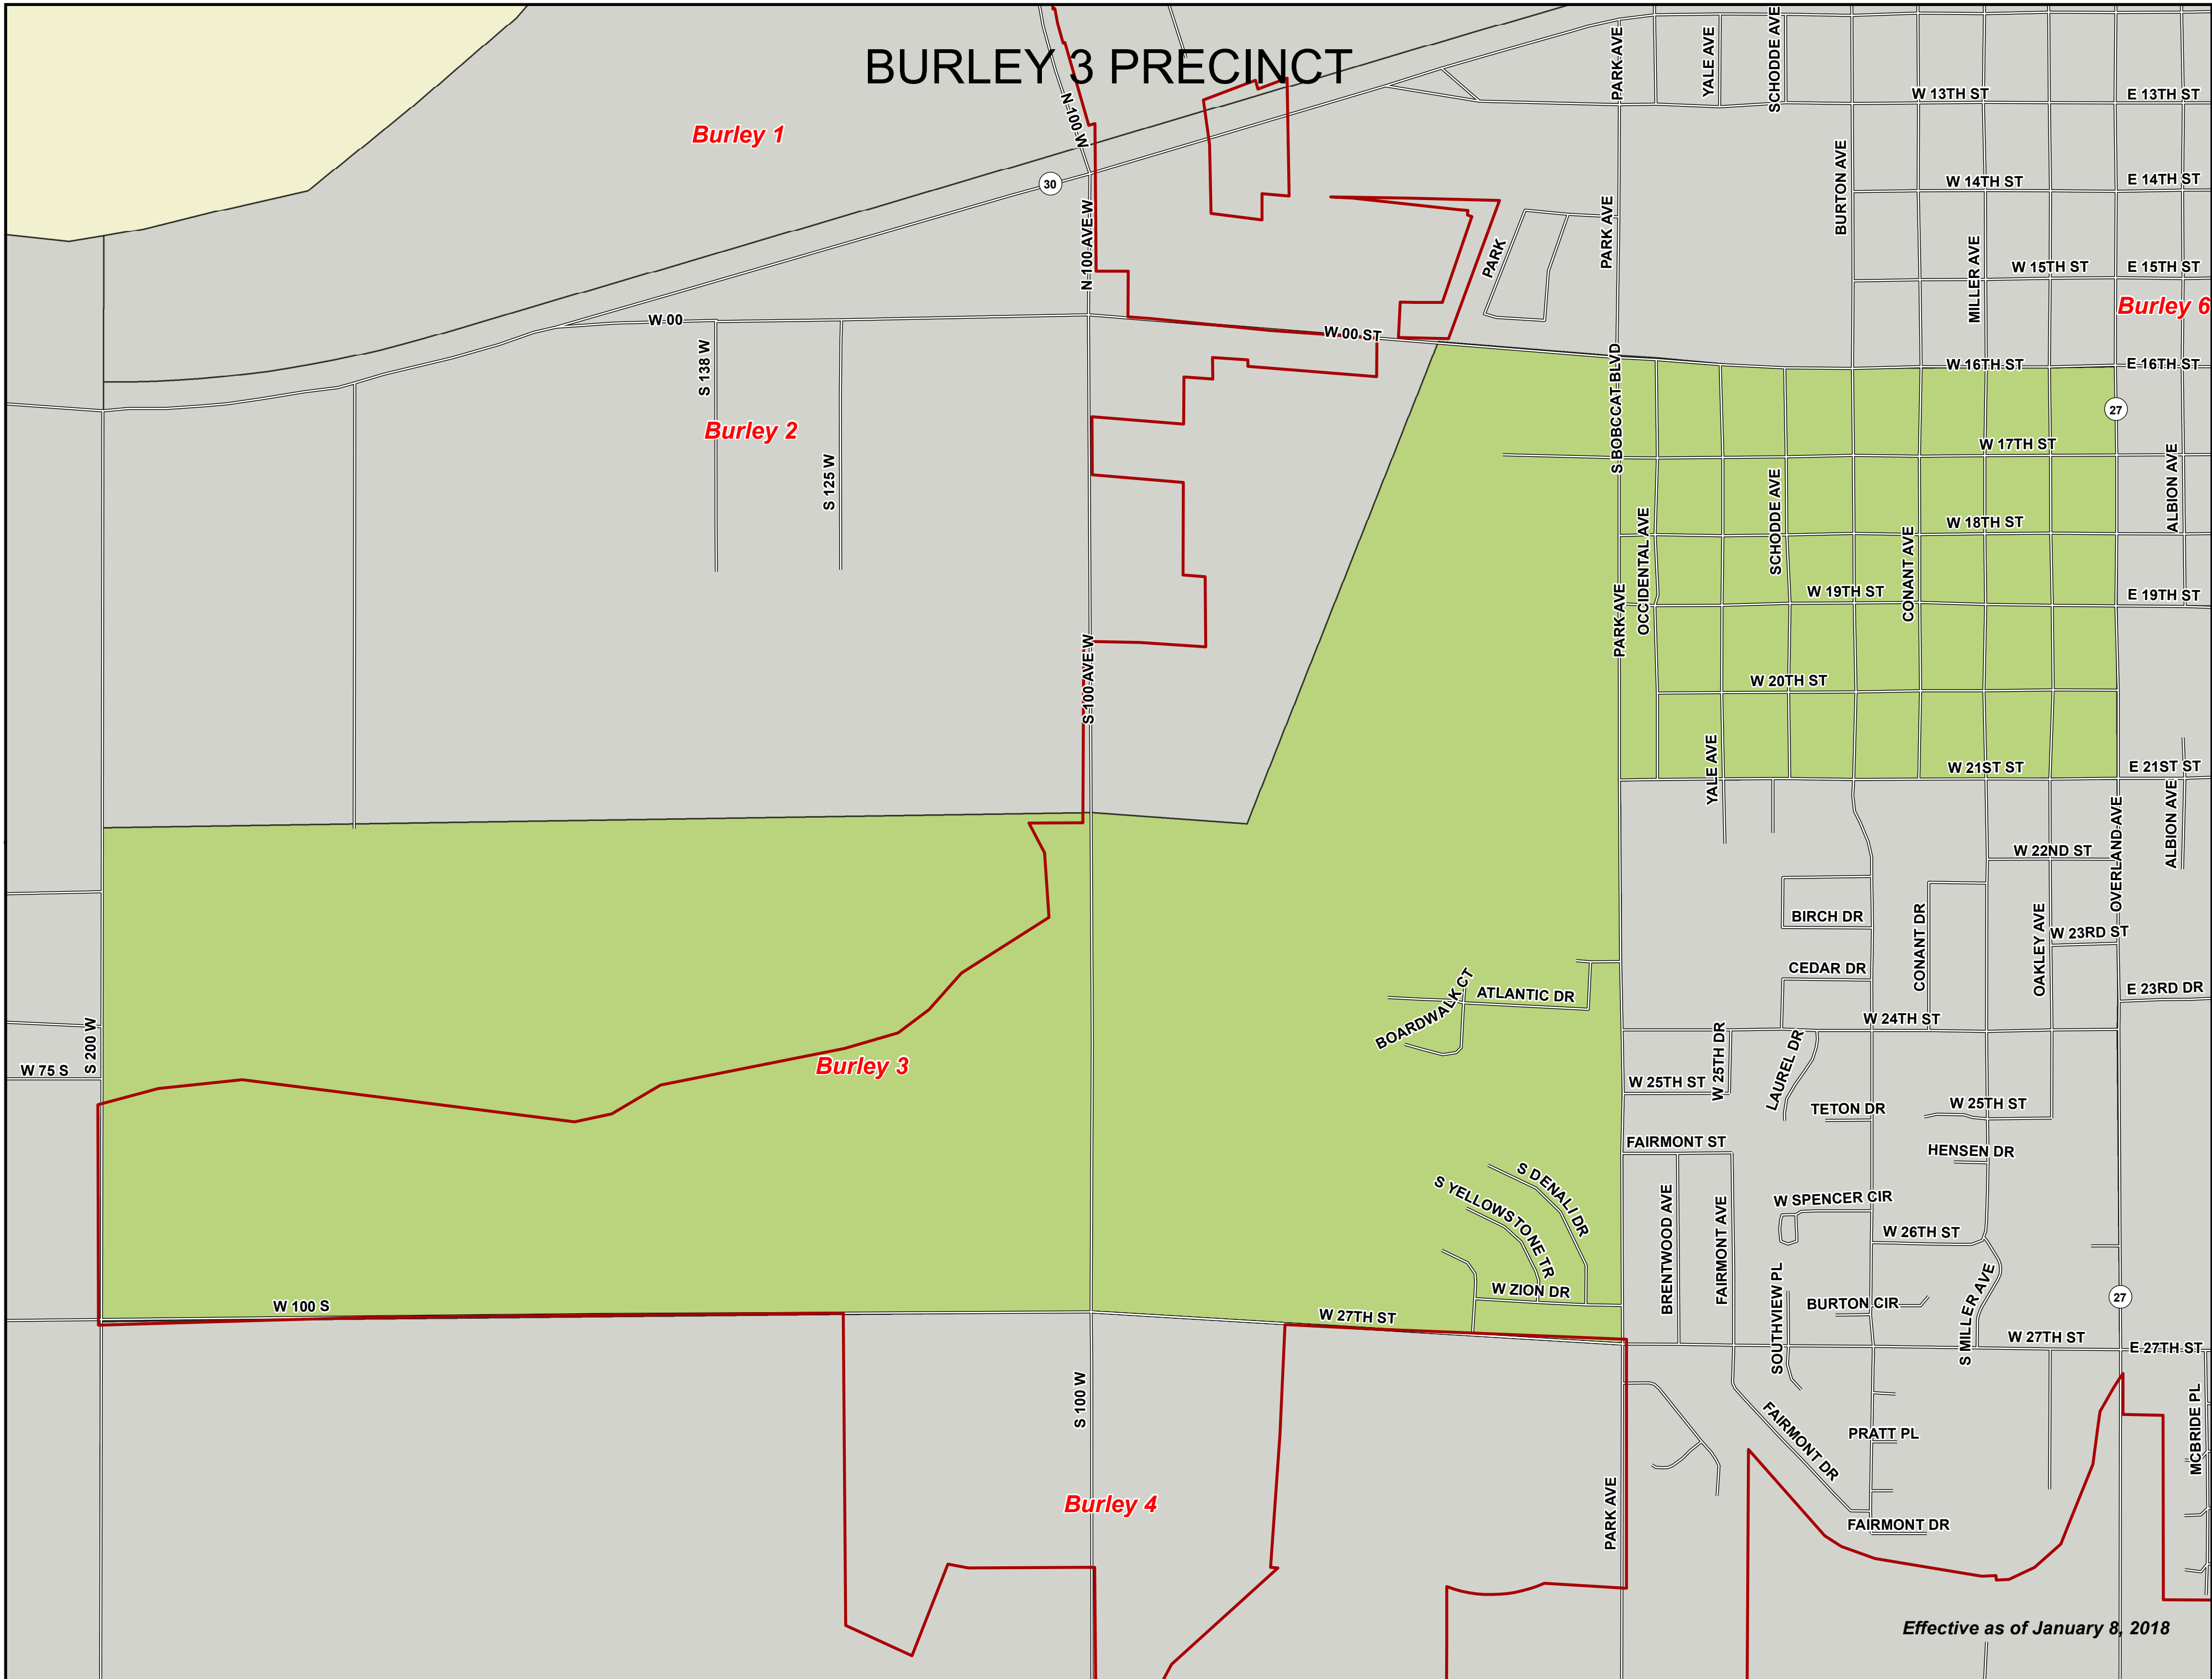 BURLEY 3 PRECINCT
PARK AVE
YALE AVE
SCHODDE AVE
W 13TH ST
E 13TH ST
N 100 W
Burley 1
30
BURTON AVE
W 14TH ST
E 14TH ST
N 100 AVE W
PARK AVE
PARK
MILLER AVE
W 15TH ST
E 15TH ST
Burley 6
W 00
W 00 ST
S 138 W
S BOBCCAT BLVD
W 16TH ST
E 16TH ST
27
Burley 2
S 125 W
W 17TH ST
ALBION AVE
OCCIDENTAL AVE
SCHODDE AVE
W 18TH ST
CONANT AVE
PARK AVE
W 19TH ST
E 19TH ST
S 100 AVE W
W 20TH ST
YALE AVE
W 21ST ST
E 21ST ST
OVERLAND AVE
ALBION AVE
W 22ND ST
BIRCH DR
CONANT DR
OAKLEY AVE
W 23RD ST
CEDAR DR
E 23RD DR
BOARDWALK CT
ATLANTIC DR
W 24TH ST
S 200 W
W 75 S
Burley 3
W 25TH DR
LAUREL DR
W 25TH ST
TETON DR
W 25TH ST
FAIRMONT ST
HENSEN DR
S DENALI DR
S YELLOWSTONE TR
BRENTWOOD AVE
FAIRMONT AVE
W SPENCER CIR
W 26TH ST
W ZION DR
SOUTHVIEW PL
BURTON CIR
S MILLER AVE
27
W 100 S
W 27TH ST
W 27TH ST
E 27TH ST
S 100 W
FAIRMONT DR
PRATT PL
MCBRIDE PL
Burley 4
PARK AVE
FAIRMONT DR
Effective as of January 8, 2018